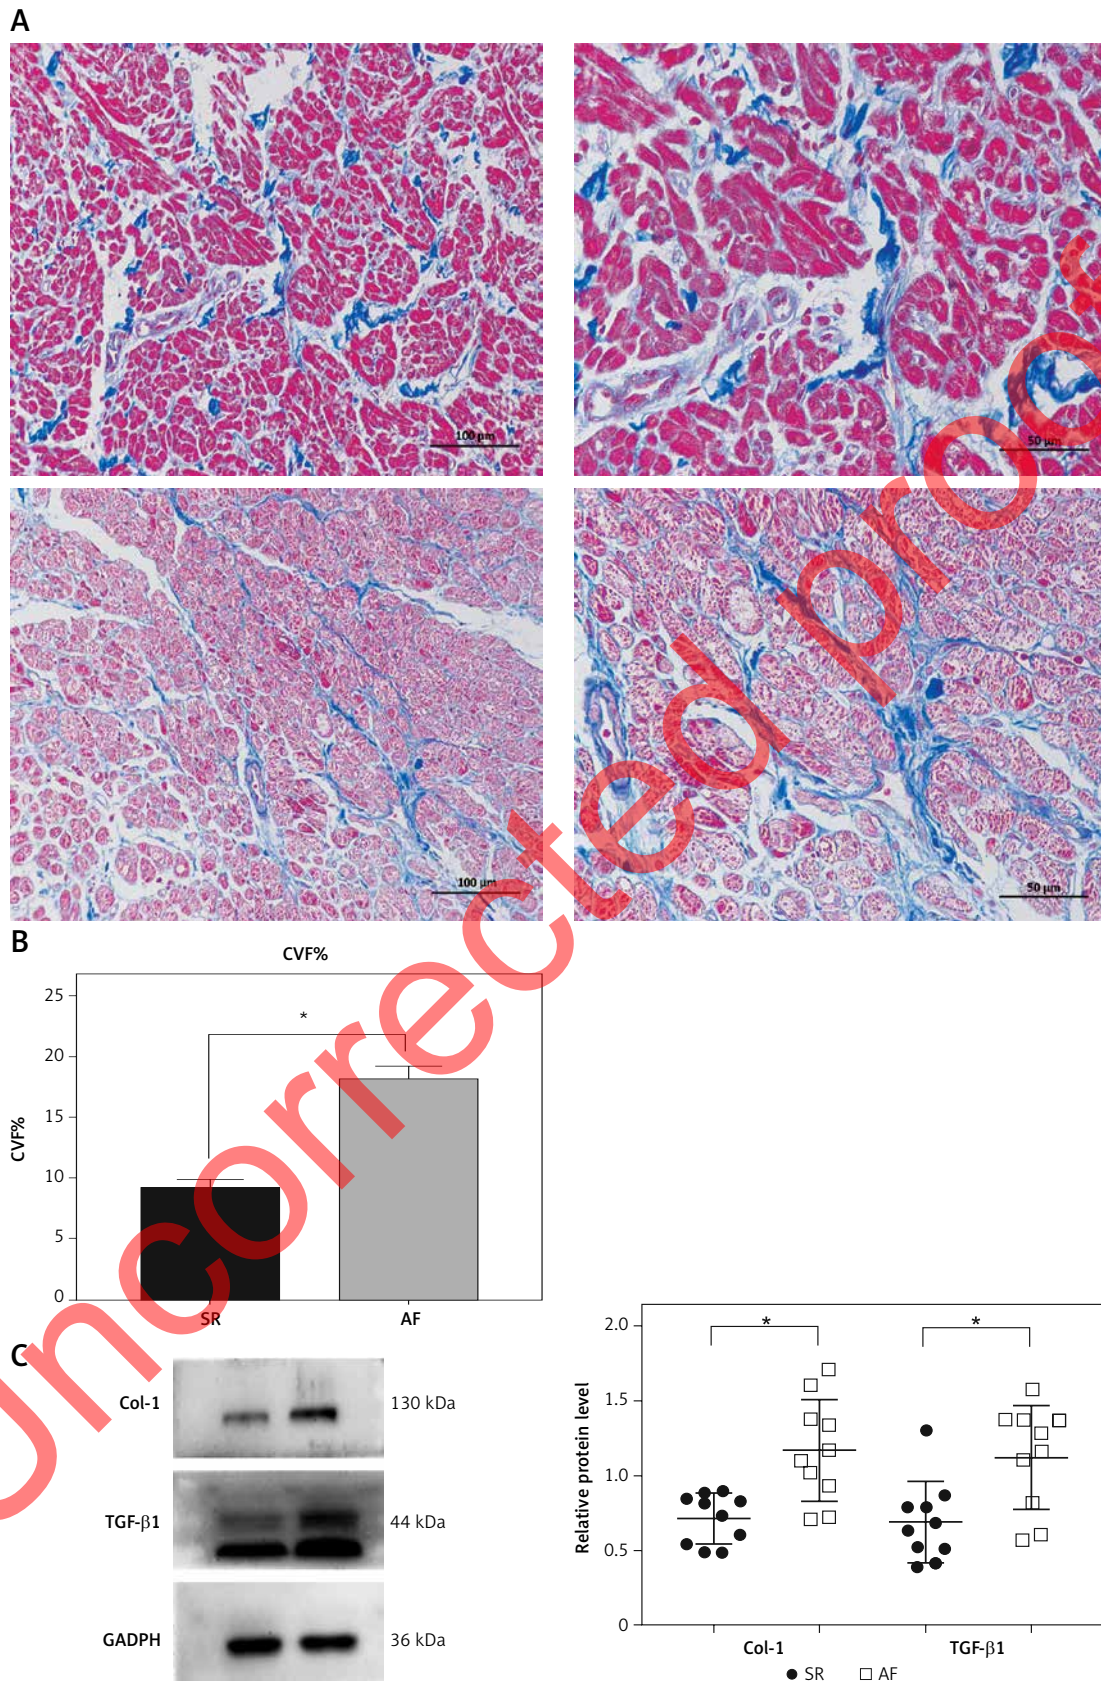 A
100 µm
50 µm
100 µm
50 µm
B
CVF%
25
20
15
10
5
0
CVF%
*
SR
AF
C
Col-1
130 kDa
TGF-β1
44 kDa
GADPH
36 kDa
2.0
1.5
1.0
0.5
0
Relative protein level
*
*
Col-1
TGF-β1
SR
AF
Uncorrected proof